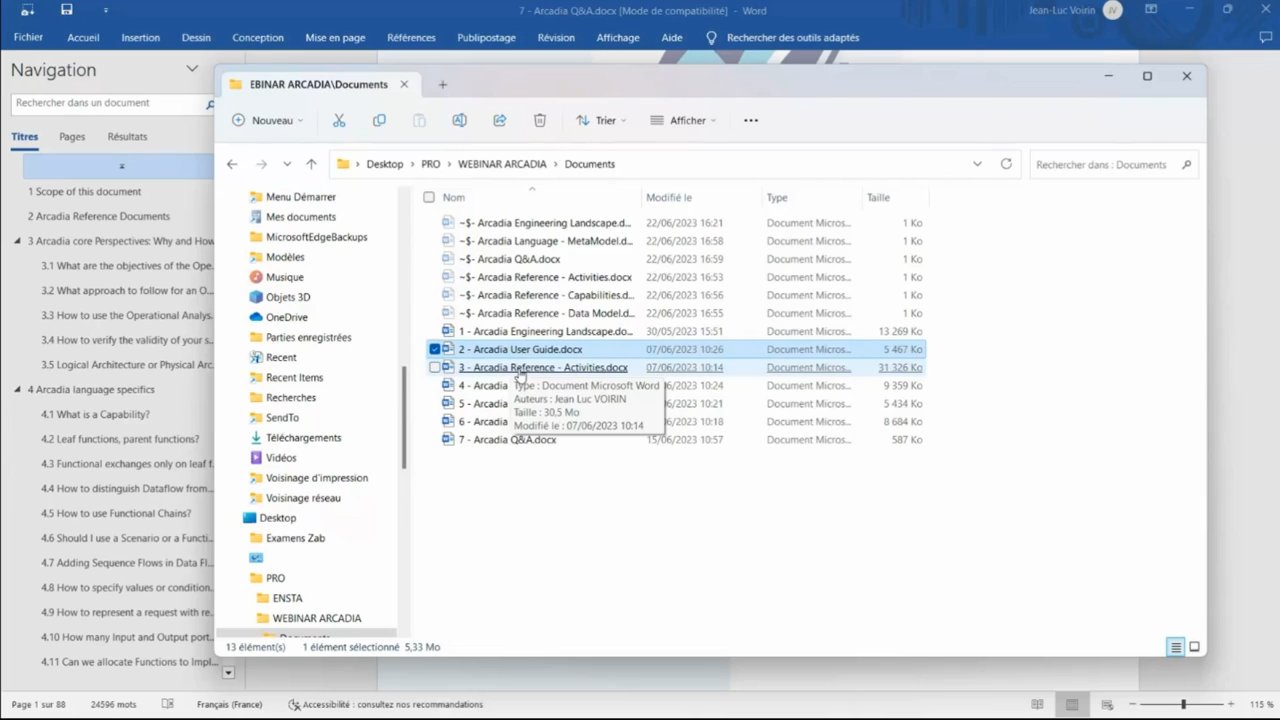 7 - Arcadia Q&A.docx [Mode de compatibilité] - Word
Jean-Luc Voirin
JV
Fichier Accueil Insertion Dessin Conception Mise en page Références Publipostage Révision Affichage Aide Rechercher des outils adaptés
Navigation
Rechercher dans un document
Titres Pages Résultats
1 Scope of this document
2 Arcadia Reference Documents
3 Arcadia core Perspectives: Why and How
3.1 What are the objectives of the Ope
3.2 What approach to follow for an O
3.3 How to use the Operational Analys
3.4 How to verify the validity of your s
3.5 Logical Architecture or Physical Arc
4 Arcadia language specifics
4.1 What is a Capability?
4.2 Leaf functions, parent functions?
4.3 Functional exchanges only on leaf f
4.4 How to distinguish Dataflow from...
4.5 How to use Functional Chains?
4.6 Should I use a Scenario or a Functi...
4.7 Adding Sequence Flows in Data Fl...
4.8 How to specify values or condition...
4.9 How to represent a request with re...
4.10 How many Input and Output port...
4.11 Can we allocate Functions to Impl...
EBINAR ARCADIA\Documents
Nouveau
Trier
Afficher
Desktop > PRO > WEBINAR ARCADIA > Documents
Rechercher dans : Documents
Menu Démarrer
Mes documents
MicrosoftEdgeBackups
Modèles
Musique
Objets 3D
OneDrive
Parties enregistrées
Recent
Recent Items
Recherches
SendTo
Téléchargements
Vidéos
Voisinage d'impression
Voisinage réseau
Desktop
Examens Zab
PRO
ENSTA
WEBINAR ARCADIA
Nom Modifié le Type Taille
~$- Arcadia Engineering Landscape.d... 22/06/2023 16:21 Document Micros... 1 Ko
~$- Arcadia Language - MetaModel.d... 22/06/2023 16:58 Document Micros... 1 Ko
~$- Arcadia Q&A.docx 22/06/2023 16:59 Document Micros... 1 Ko
~$- Arcadia Reference - Activities.docx 22/06/2023 16:53 Document Micros... 1 Ko
~$- Arcadia Reference - Capabilities.d... 22/06/2023 16:56 Document Micros... 1 Ko
~$- Arcadia Reference - Data Model.d... 22/06/2023 16:55 Document Micros... 1 Ko
1 - Arcadia Engineering Landscape.do... 30/05/2023 15:51 Document Micros... 13 269 Ko
2 - Arcadia User Guide.docx 07/06/2023 10:26 Document Micros... 5 467 Ko
3 - Arcadia Reference - Activities.docx 07/06/2023 10:14 Document Micros... 31 326 Ko
4 - Arcadia 06/2023 10:24 Document Micros... 9 359 Ko
5 - Arcadia 06/2023 10:21 Document Micros... 5 434 Ko
6 - Arcadia 06/2023 10:18 Document Micros... 8 684 Ko
7 - Arcadia Q&A.docx 15/06/2023 10:57 Document Micros... 587 Ko
Type : Document Microsoft Word
Auteurs : Jean Luc VOIRIN
Taille : 30,5 Mo
Modifié le : 07/06/2023 10:14
13 élément(s) 1 élément sélectionné 5,33 Mo
Page 1 sur 88 24596 mots Français (France) Accessibilité : consultez nos recommandations 115 %